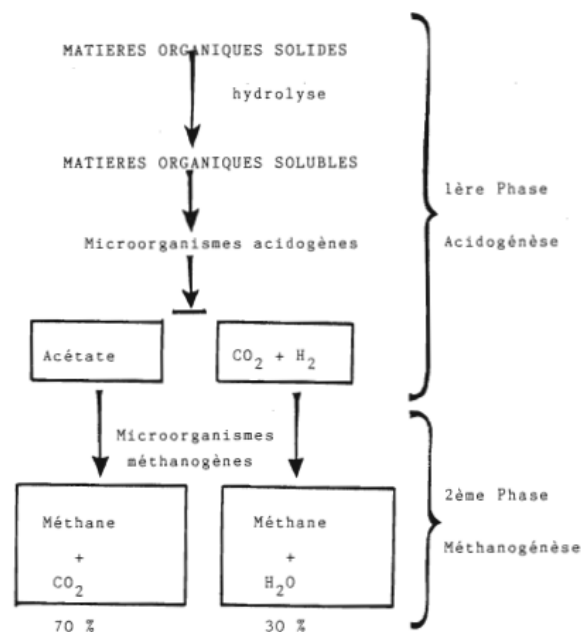 MATIERES ORGANIQUES SOLIDES
hydrolyse
MATIERES ORGANIQUES SOLUBLES
Microorganismes acidogènes
1ère Phase
Acidogénèse
Acétate
CO2 + H2
Microorganismes
méthanogènes
Méthane
+
CO2
70 %
Méthane
+
H2O
30 %
2ème Phase
Méthanogénèse